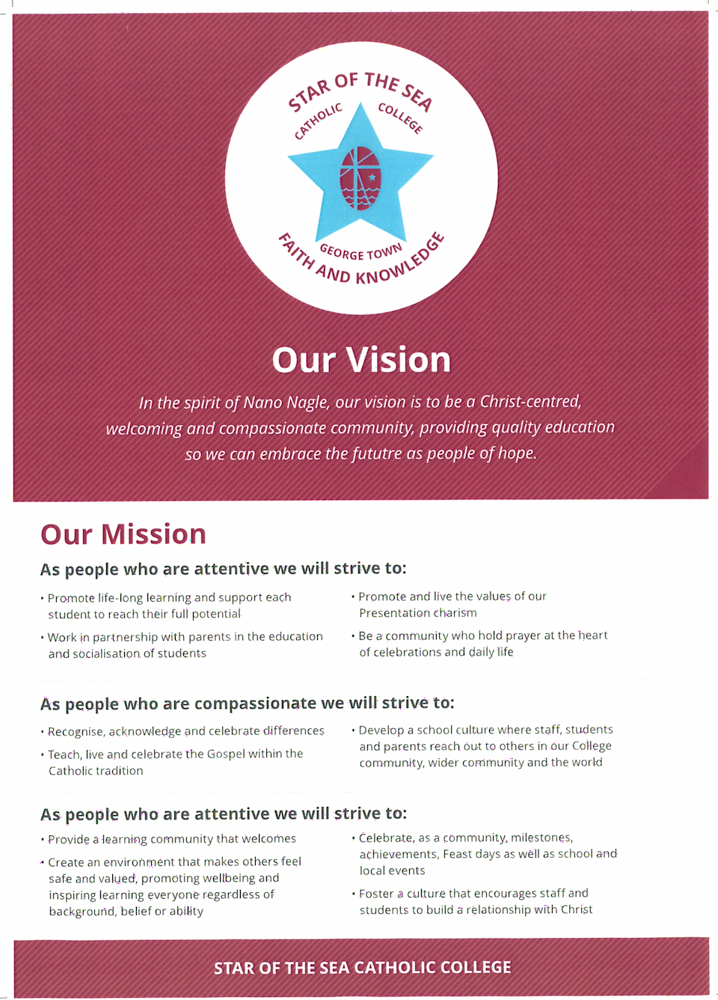 STAR OF THE SEA
CATHOLIC COLLEGE
GEORGE TOWN
FAITH AND KNOWLEDGE
Our Vision
In the spirit of Nano Nagle, our vision is to be a Christ-centred,
welcoming and compassionate community, providing quality education
so we can embrace the fututre as people of hope.
Our Mission
As people who are attentive we will strive to:
• Promote life-long learning and support each
student to reach their full potential
• Work in partnership with parents in the education
and socialisation of students
• Promote and live the values of our
Presentation charism
• Be a community who hold prayer at the heart
of celebrations and daily life
As people who are compassionate we will strive to:
• Recognise, acknowledge and celebrate differences
• Teach, live and celebrate the Gospel within the
Catholic tradition
• Develop a school culture where staff, students
and parents reach out to others in our College
community, wider community and the world
As people who are attentive we will strive to:
• Provide a learning community that welcomes
• Create an environment that makes others feel
safe and valued, promoting wellbeing and
inspiring learning everyone regardless of
background, belief or ability
• Celebrate, as a community, milestones,
achievements, Feast days as well as school and
local events
• Foster a culture that encourages staff and
students to build a relationship with Christ
STAR OF THE SEA CATHOLIC COLLEGE